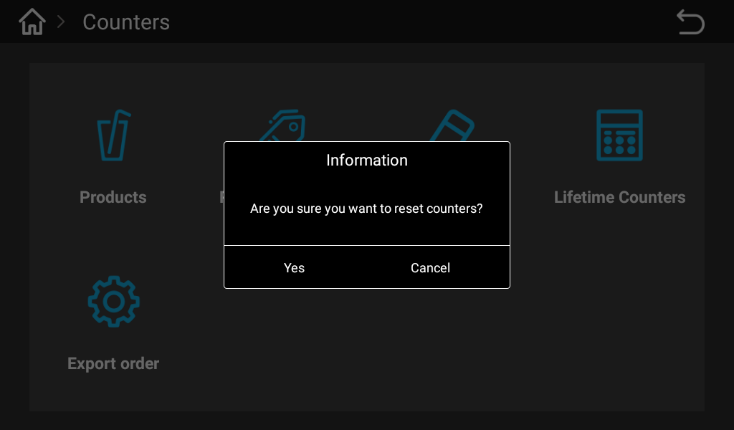 Counters
Information
Are you sure you want to reset counters?
Yes
Cancel
Products
Lifetime Counters
Export order